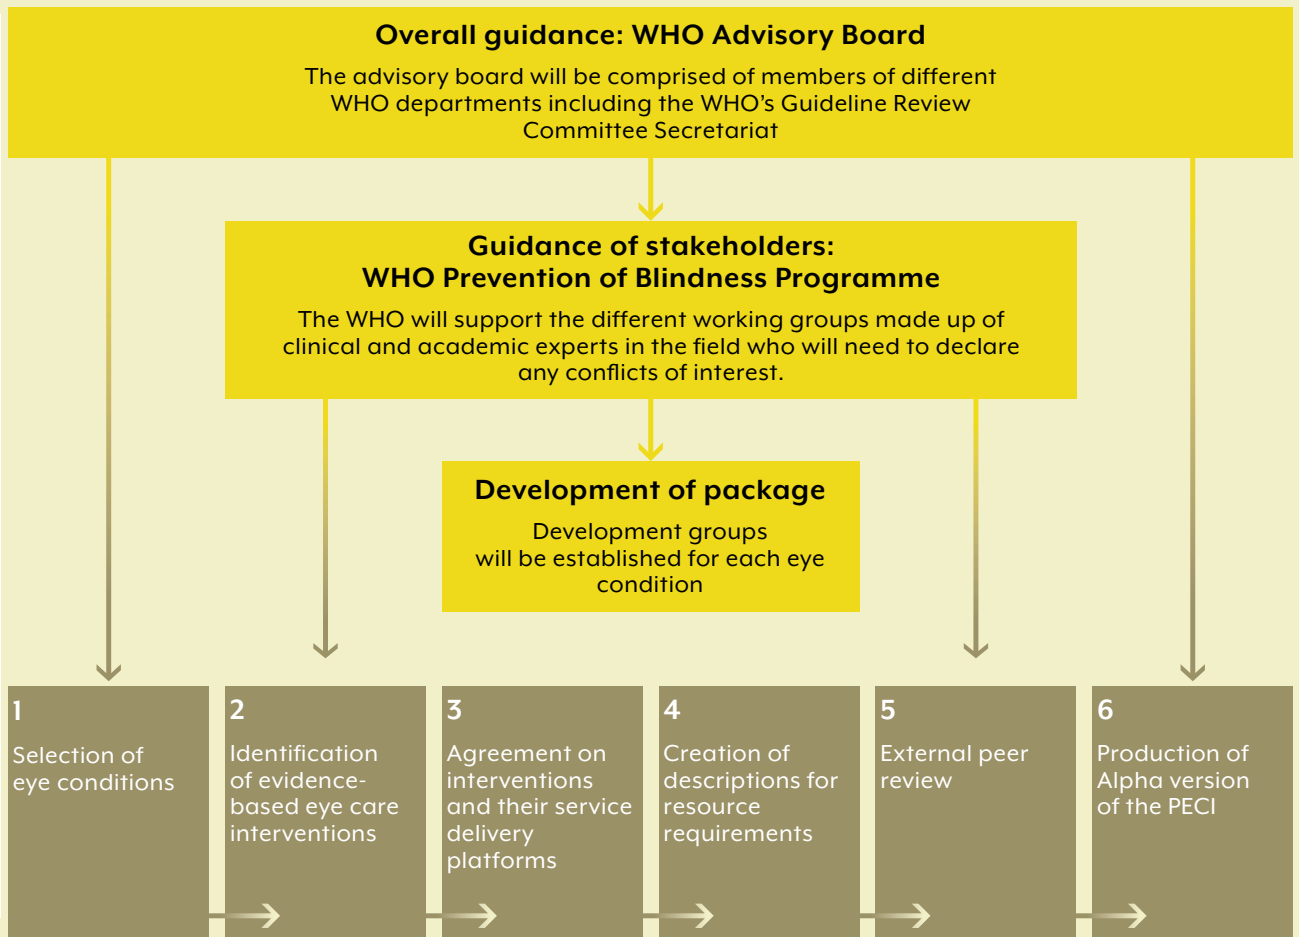 Overall guidance: WHO Advisory Board
The advisory board will be comprised of members of different
WHO departments including the WHO's Guideline Review
Committee Secretariat
Guidance of stakeholders:
WHO Prevention of Blindness Programme
The WHO will support the different working groups made up of
clinical and academic experts in the field who will need to declare
any conflicts of interest.
Development of package
Development groups
will be established for each eye
condition
1
Selection of
eye conditions
2
Identification
of evidence-
based eye care
interventions
3
Agreement on
interventions
and their service
delivery
platforms
4
Creation of
descriptions for
resource
requirements
5
External peer
review
6
Production of
Alpha version
of the PECI